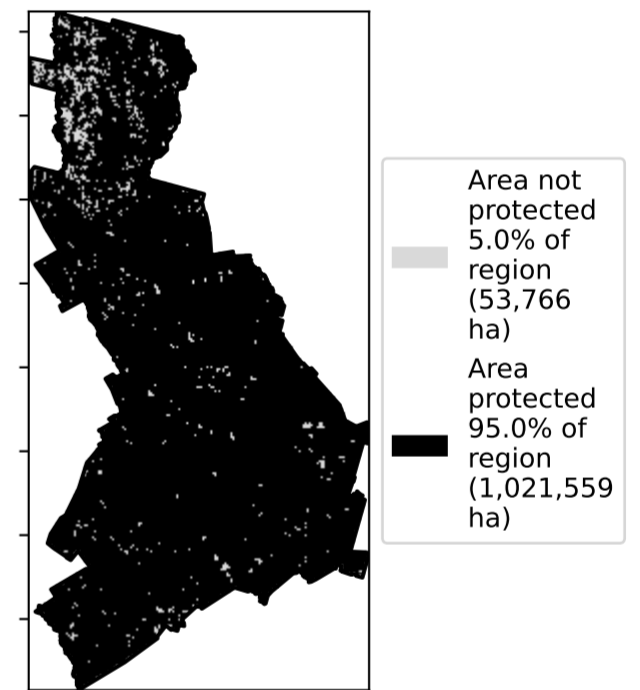 Area not
protected
5.0% of
region
(53,766
ha)
Area
protected
95.0% of
region
(1,021,559
ha)